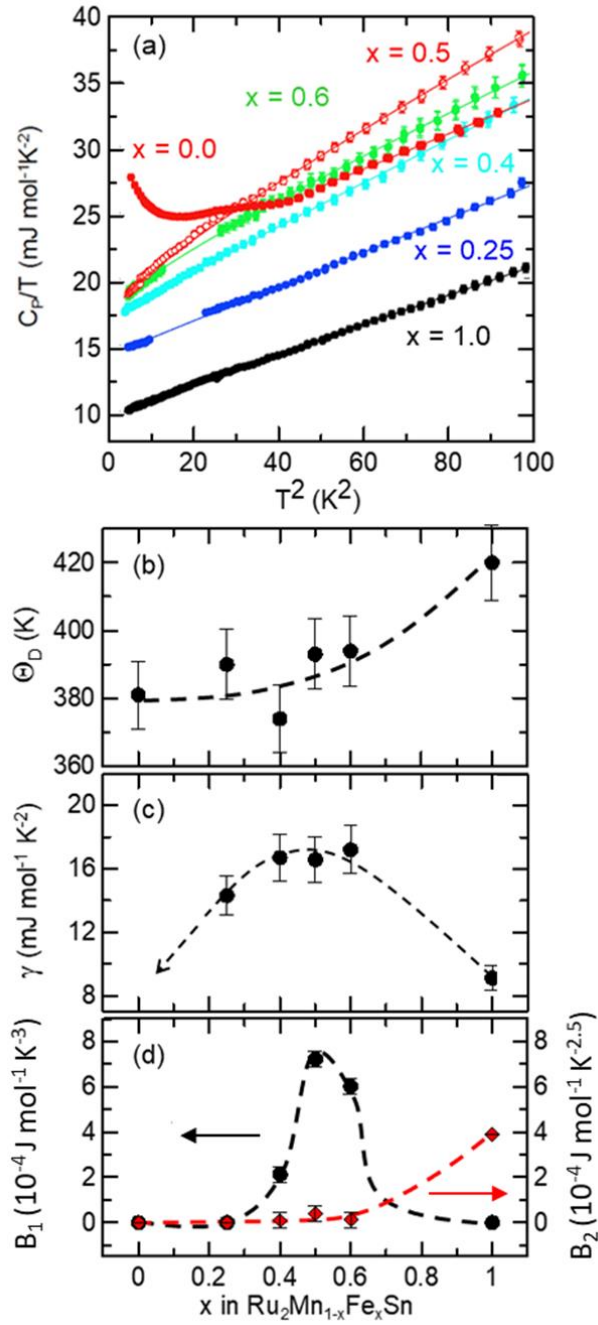 (a)
40
35
30
25
20
15
10
x = 0.5
x = 0.6
x = 0.0
x = 0.4
x = 0.25
x = 1.0
C_P/T (mJ mol⁻¹K⁻²)
0 20 40 60 80 100
T² (K²)
(b)
420
400
380
360
Θ_D (K)
(c)
20
16
12
8
γ (mJ mol⁻¹ K⁻²)
(d)
8
6
4
2
0
B₁ (10⁻⁴ J mol⁻¹ K⁻³)
8
6
4
2
0
B₂ (10⁻⁴ J mol⁻¹ K⁻²·⁵)
0 0.2 0.4 0.6 0.8 1
x in Ru₂Mn₁₋ₓFeₓSn